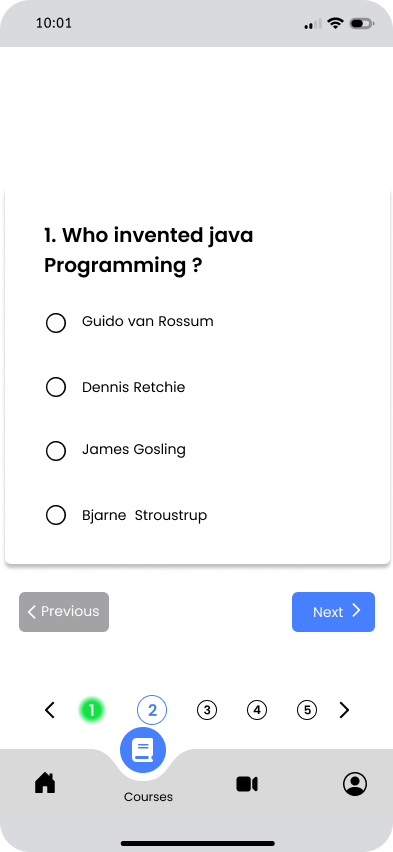 10:01
1. Who invented java
Programming ?
Guido van Rossum
Dennis Retchie
James Gosling
Bjarne  Stroustrup
Previous
Next
1 2 3 4 5
Courses